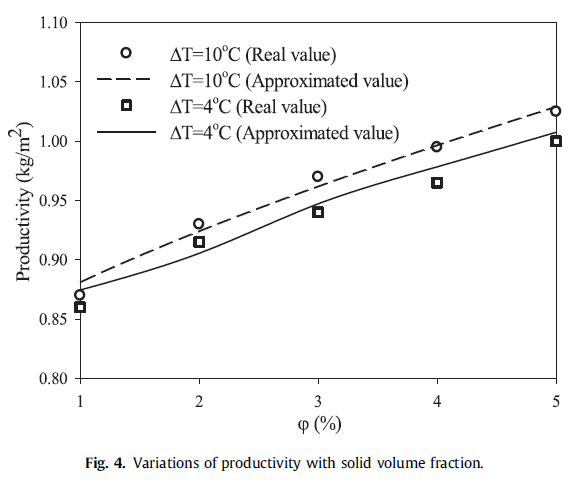 1.10
1.05
1.00
0.95
0.90
0.85
0.80
Productivity (kg/m²)
ΔT=10°C (Real value)
ΔT=10°C (Approximated value)
ΔT=4°C (Real value)
ΔT=4°C (Approximated value)
1 2 3 4 5
φ (%)
Fig. 4. Variations of productivity with solid volume fraction.